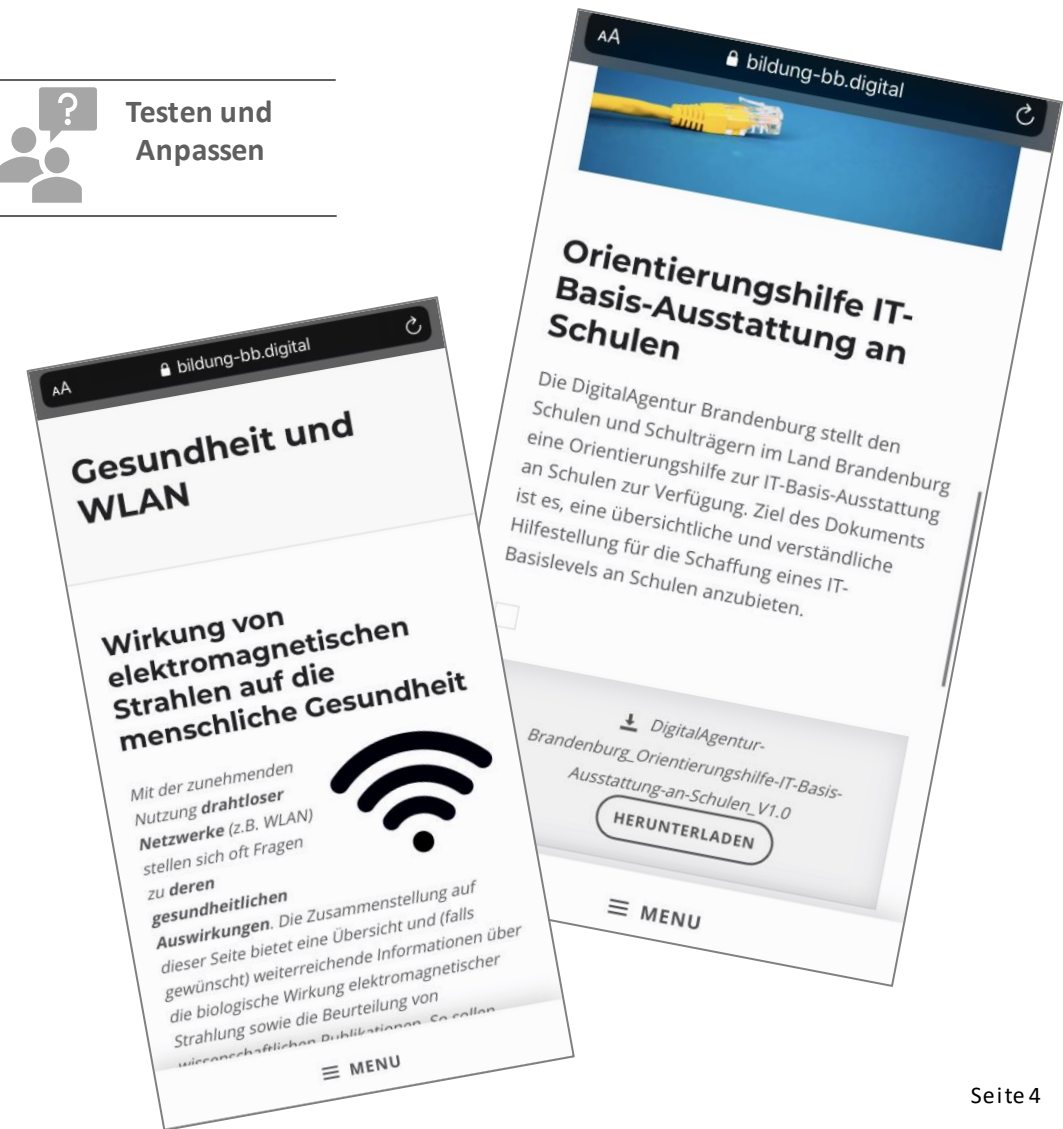 ?
Testen und
Anpassen
AA
bildung-bb.digital
Orientierungshilfe IT-
Basis-Ausstattung an
Schulen
Die DigitalAgentur Brandenburg stellt den
Schulen und Schulträgern im Land Brandenburg
eine Orientierungshilfe zur IT-Basis-Ausstattung
an Schulen zur Verfügung. Ziel des Dokuments
ist es, eine übersichtliche und verständliche
Hilfestellung für die Schaffung eines IT-
Basislevels an Schulen anzubieten.
DigitalAgentur-
Brandenburg_Orientierungshilfe-IT-Basis-
Ausstattung-an-Schulen_V1.0
HERUNTERLADEN
MENU
AA
bildung-bb.digital
Gesundheit und
WLAN
Wirkung von
elektromagnetischen
Strahlen auf die
menschliche Gesundheit
Mit der zunehmenden
Nutzung drahtloser
Netzwerke (z.B. WLAN)
stellen sich oft Fragen
zu deren
gesundheitlichen
Auswirkungen. Die Zusammenstellung auf
dieser Seite bietet eine Übersicht und (falls
gewünscht) weiterreichende Informationen über
die biologische Wirkung elektromagnetischer
Strahlung sowie die Beurteilung von
wissenschaftlichen Publikationen. So sollen
MENU
Seite 4